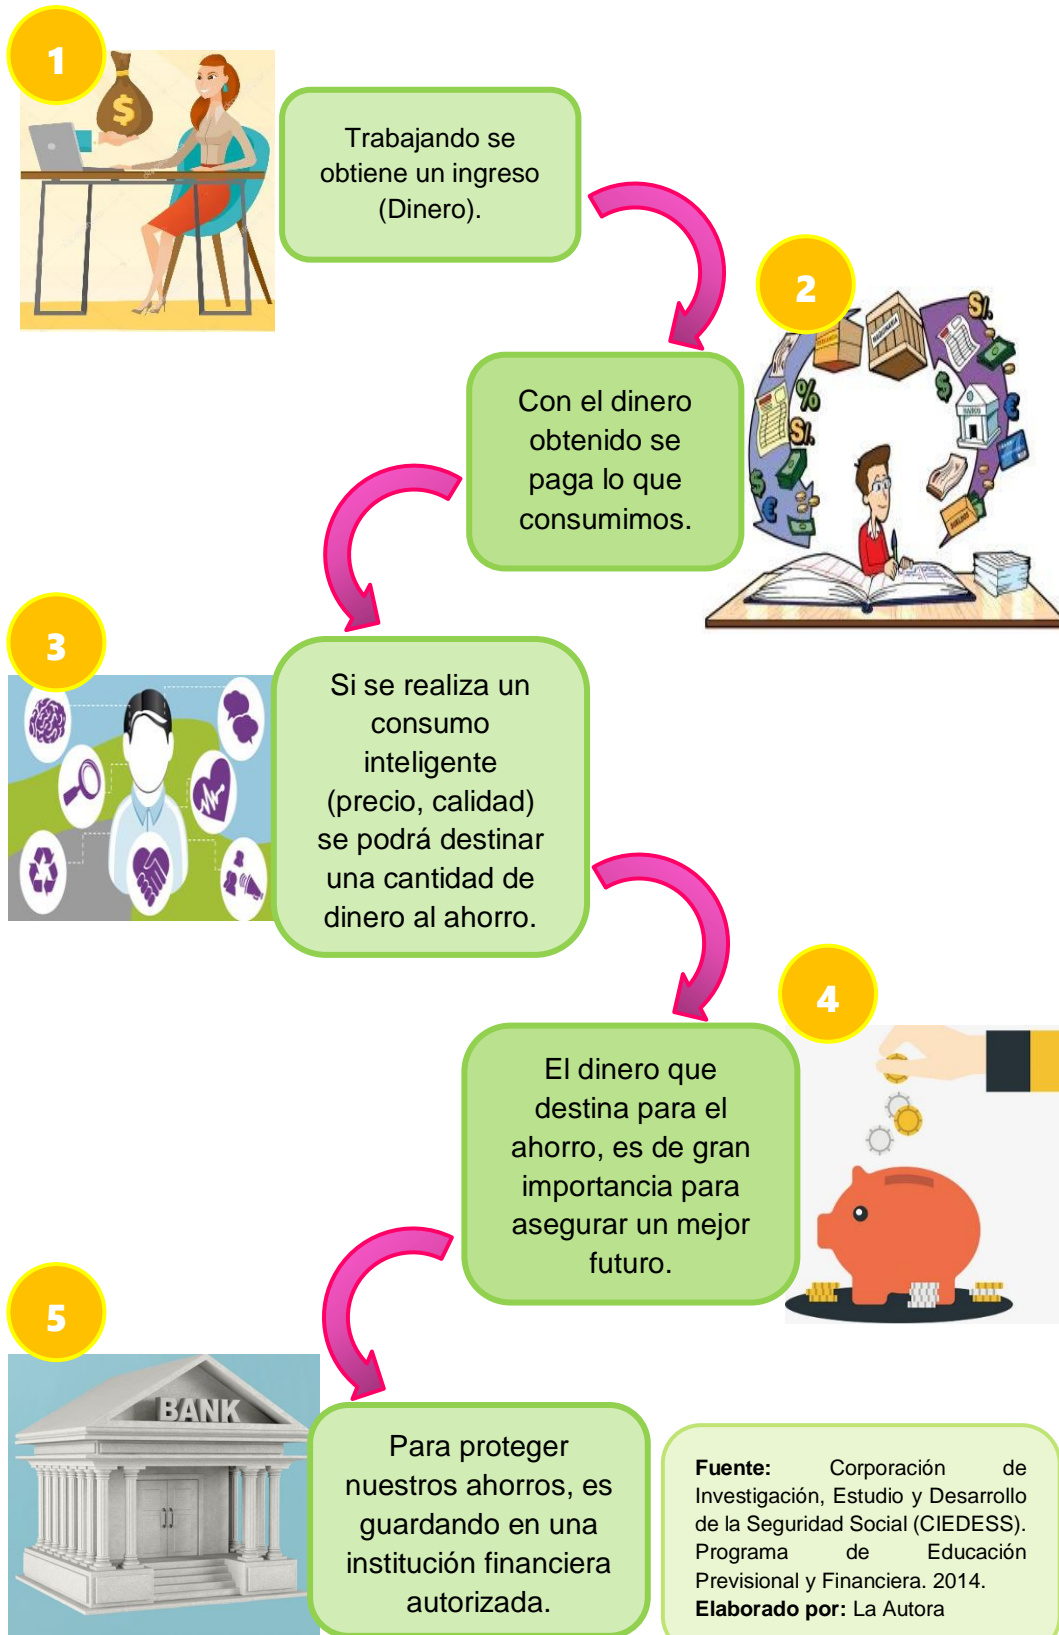 1
$
Trabajando se
obtiene un ingreso
(Dinero).
2
MAQUINARIA
S/.
$
%
S/.
BANCO
€
$
€
Con el dinero
obtenido se
paga lo que
consumimos.
3
Si se realiza un
consumo
inteligente
(precio, calidad)
se podrá destinar
una cantidad de
dinero al ahorro.
4
El dinero que
destina para el
ahorro, es de gran
importancia para
asegurar un mejor
futuro.
5
BANK
Para proteger
nuestros ahorros, es
guardando en una
institución financiera
autorizada.
Fuente: Corporación de
Investigación, Estudio y Desarrollo
de la Seguridad Social (CIEDESS).
Programa de Educación
Previsional y Financiera. 2014.
Elaborado por: La Autora